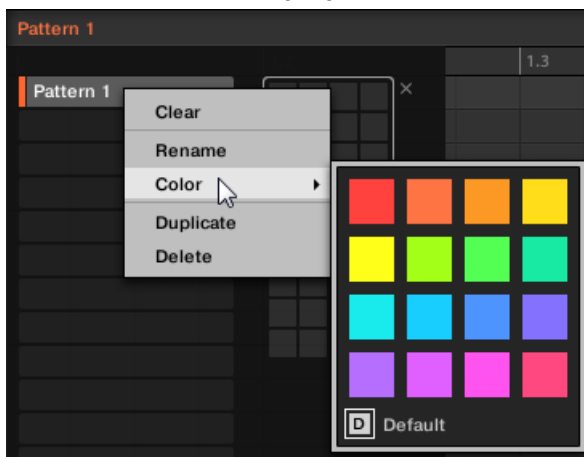 Pattern 1
1.3
Pattern 1
×
Clear
Rename
Color
Duplicate
Delete
D Default